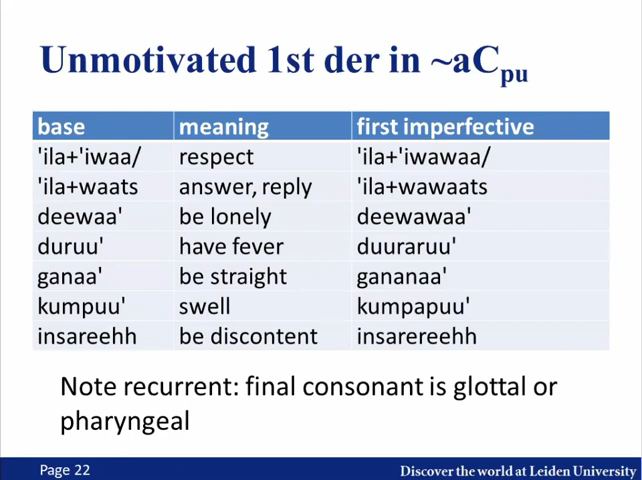 Unmotivated 1st der in ~aCpu
base meaning first imperfective
'ila+'iwaa/ respect 'ila+'iwawaa/
'ila+waats answer, reply 'ila+wawaats
deewaa' be lonely deewawaa'
duruu' have fever duuraruu'
ganaa' be straight gananaa'
kumpuu' swell kumpapuu'
insareehh be discontent insarereehh
Note recurrent: final consonant is glottal or
pharyngeal
Page 22 Discover the world at Leiden University